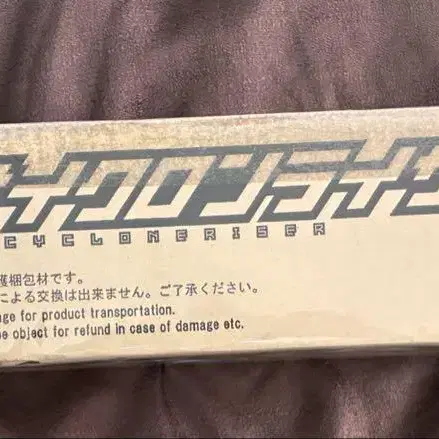 サイクロンライザ
CYCLONERISER
護梱包材です。
による交換は出来ません。ご了承ください。
ge for product transportation.
e object for refund in case of damage etc.